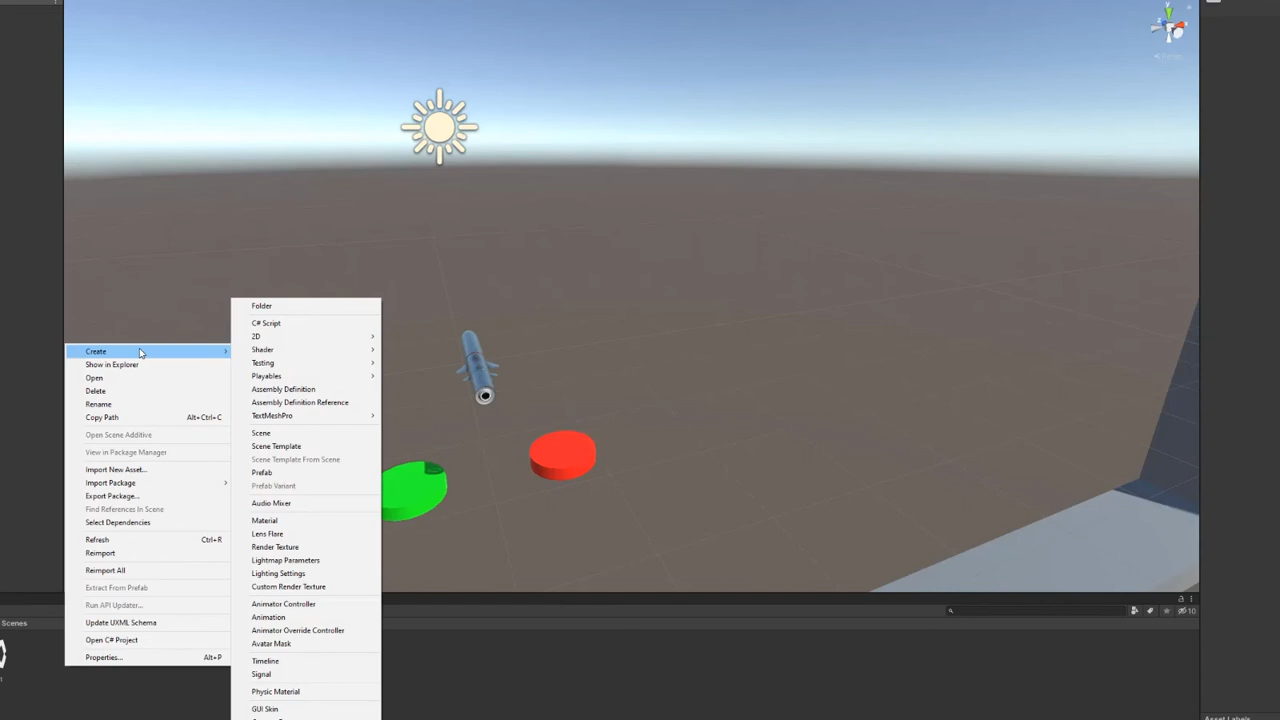 Persp
Create
Show in Explorer
Open
Delete
Rename
Copy Path Alt+Ctrl+C
Open Scene Additive
View in Package Manager
Import New Asset...
Import Package
Export Package...
Find References In Scene
Select Dependencies
Refresh Ctrl+R
Reimport
Reimport All
Extract From Prefab
Run API Updater...
Update UXML Schema
Open C# Project
Properties... Alt+P
Folder
C# Script
2D
Shader
Testing
Playables
Assembly Definition
Assembly Definition Reference
TextMeshPro
Scene
Scene Template
Scene Template From Scene
Prefab
Prefab Variant
Audio Mixer
Material
Lens Flare
Render Texture
Lightmap Parameters
Lighting Settings
Custom Render Texture
Animator Controller
Animation
Animator Override Controller
Avatar Mask
Timeline
Signal
Physic Material
GUI Skin
Scenes
10
Asset Labels